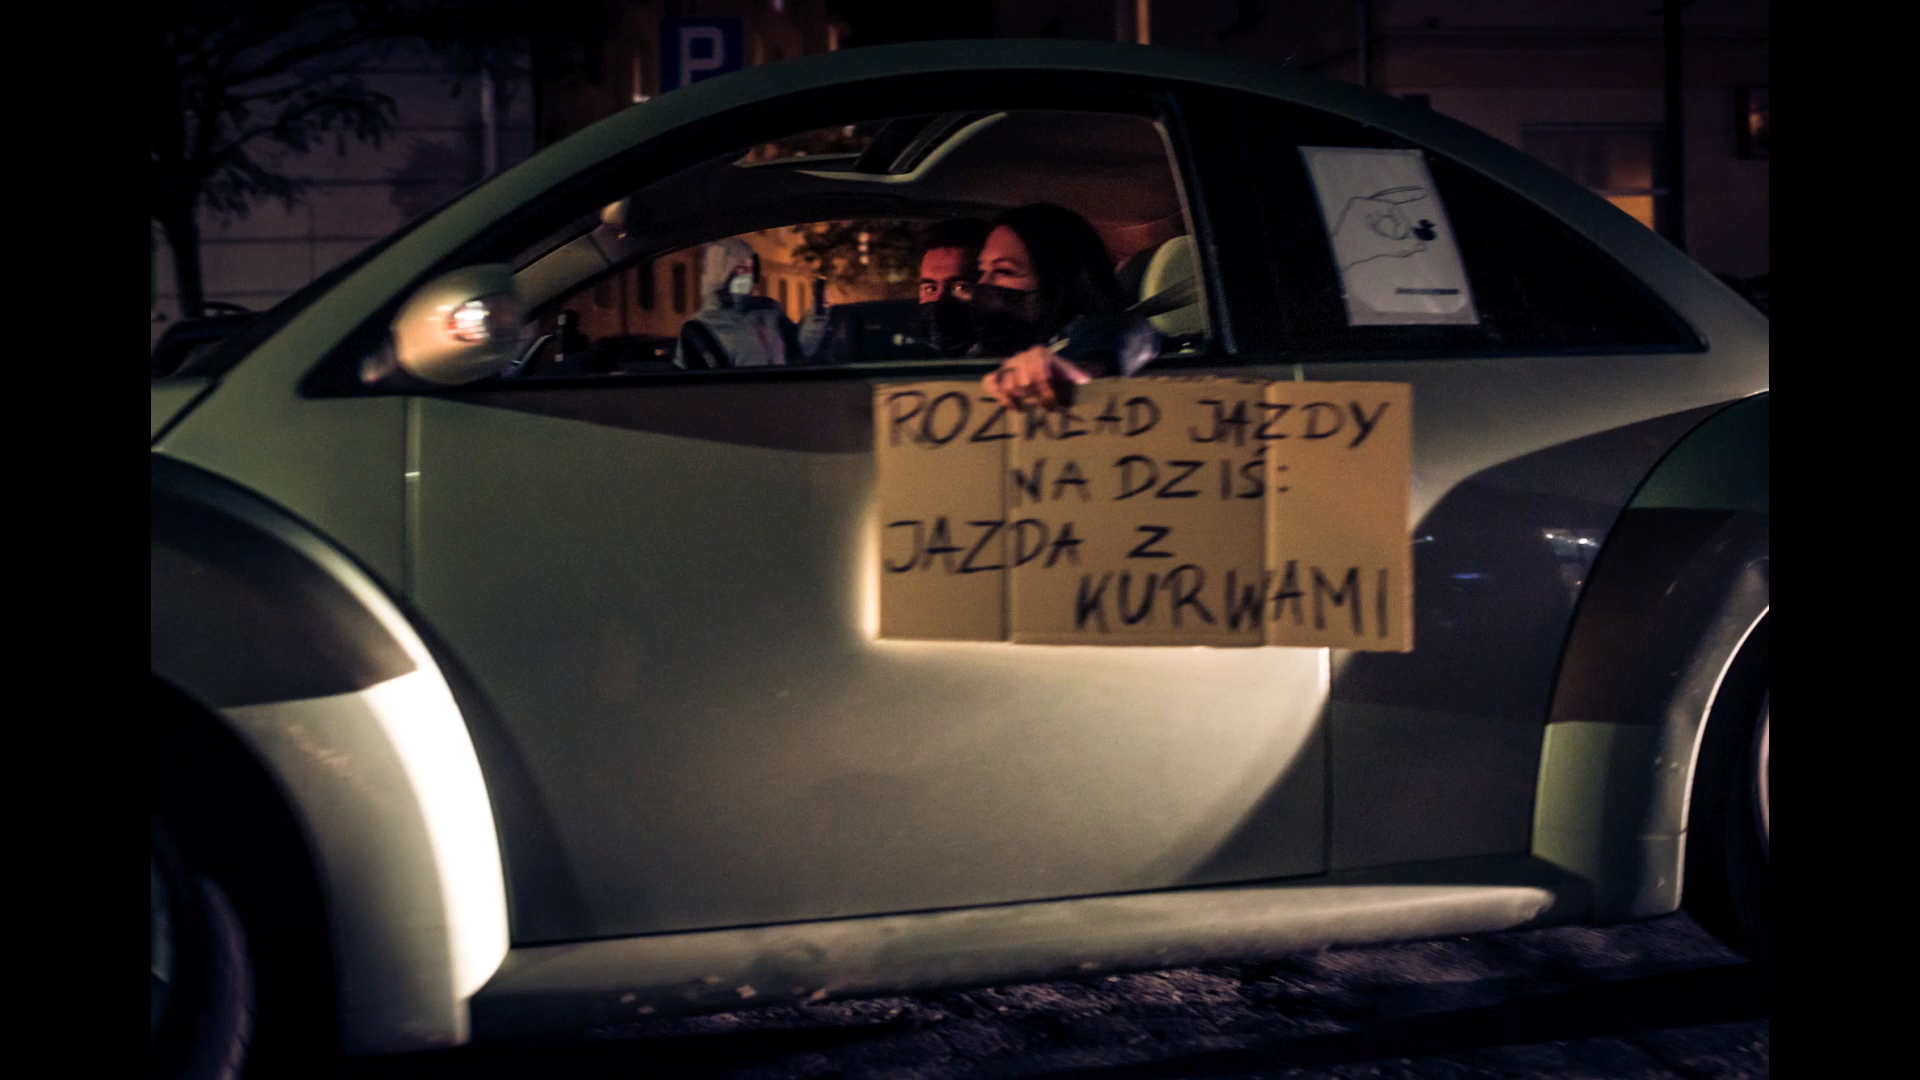 P
ROZKŁAD JAZDY
NA DZIŚ:
JAZDA Z
KURWAMI